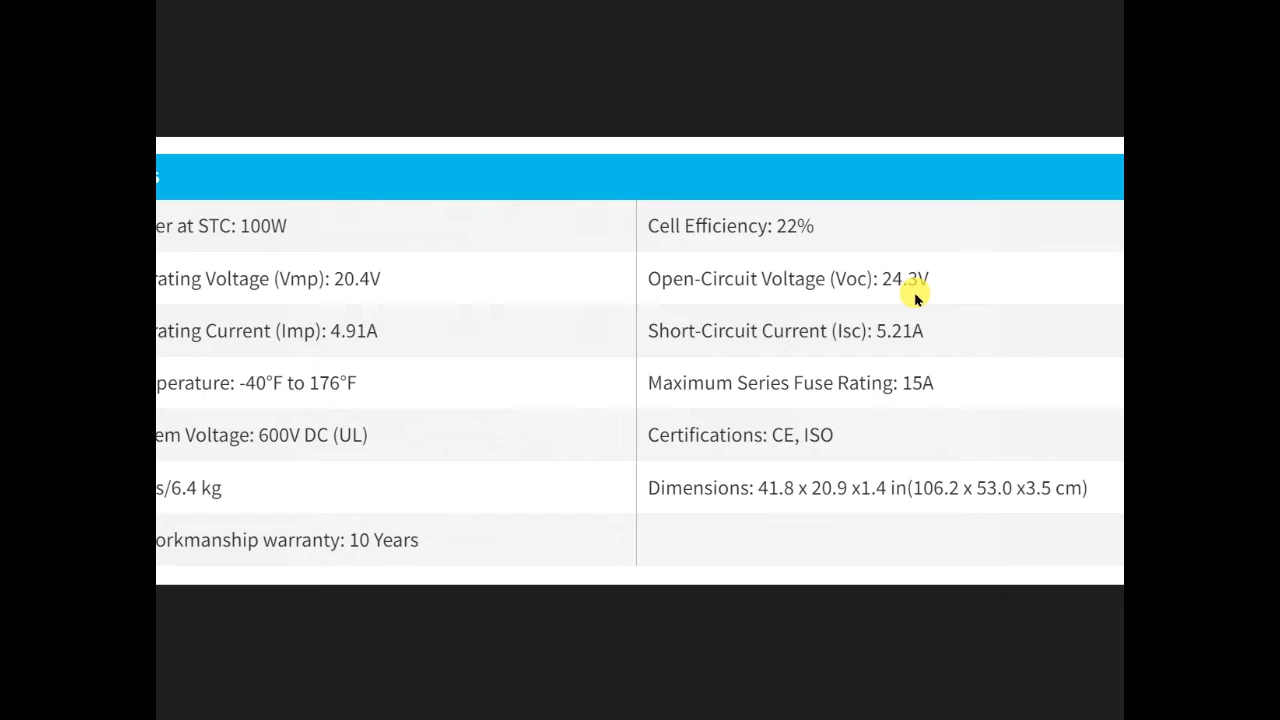 s
er at STC: 100W
Cell Efficiency: 22%
rating Voltage (Vmp): 20.4V
Open-Circuit Voltage (Voc): 24.3V
rating Current (Imp): 4.91A
Short-Circuit Current (Isc): 5.21A
perature: -40°F to 176°F
Maximum Series Fuse Rating: 15A
em Voltage: 600V DC (UL)
Certifications: CE, ISO
s/6.4 kg
Dimensions: 41.8 x 20.9 x1.4 in(106.2 x 53.0 x3.5 cm)
orkmanship warranty: 10 Years